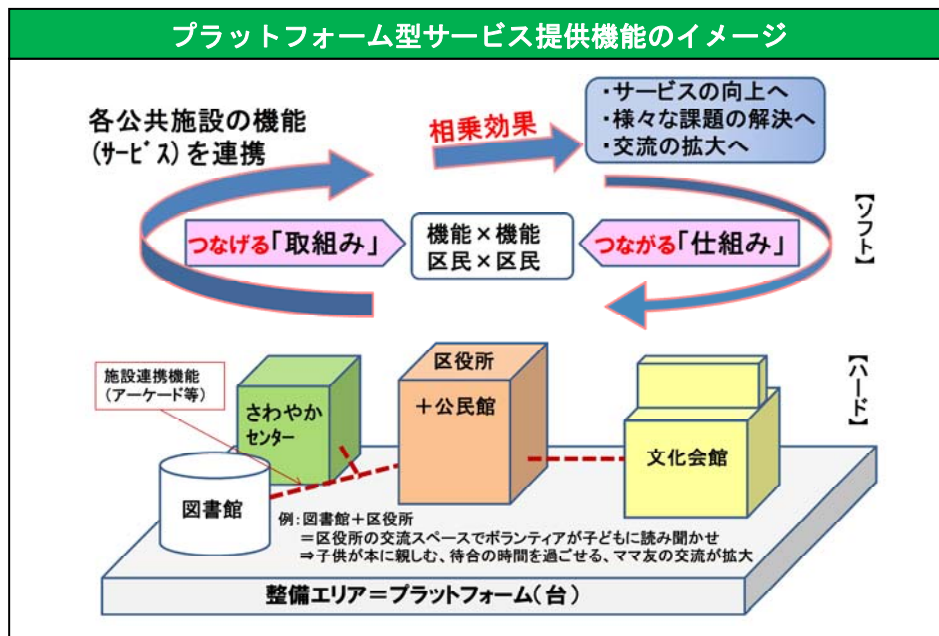 プラットフォーム型サービス提供機能のイメージ
各公共施設の機能
(サービス)を連携
相乗効果
・サービスの向上へ
・様々な課題の解決へ
・交流の拡大へ
【ソフト】
つなげる「取組み」
機能×機能
区民×区民
つながる「仕組み」
施設連携機能
(アーケード等)
さわやか
センター
区役所
＋公民館
文化会館
【ハード】
図書館
例：図書館＋区役所
＝区役所の交流スペースでボランティアが子どもに読み聞かせ
⇒子供が本に親しむ、待合の時間を過ごせる、ママ友の交流が拡大
整備エリア＝プラットフォーム(台)